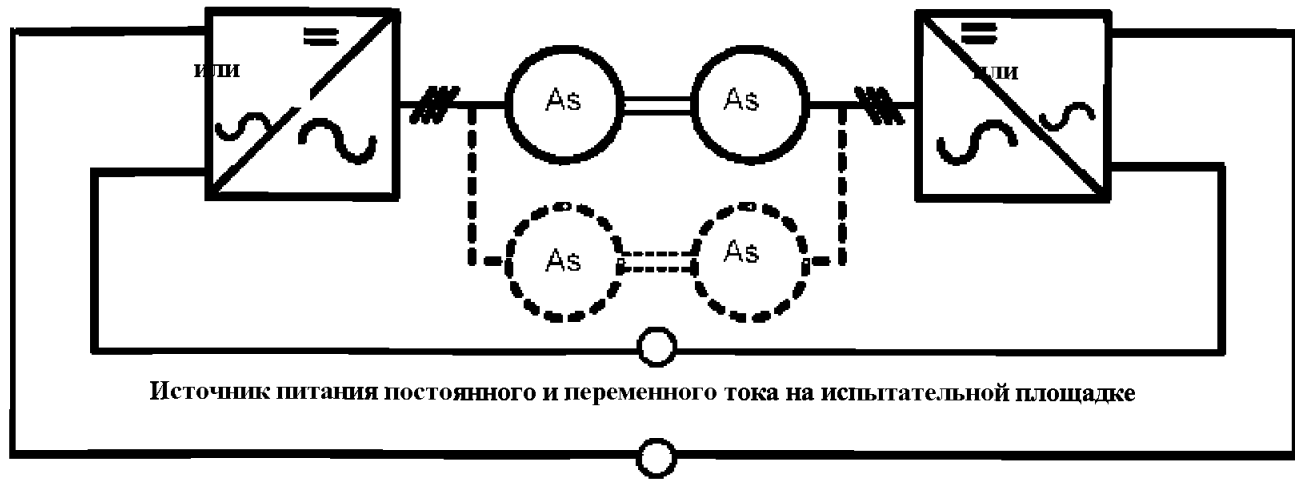 или
или
As
As
As
As
Источник питания постоянного и переменного тока на испытательной площадке